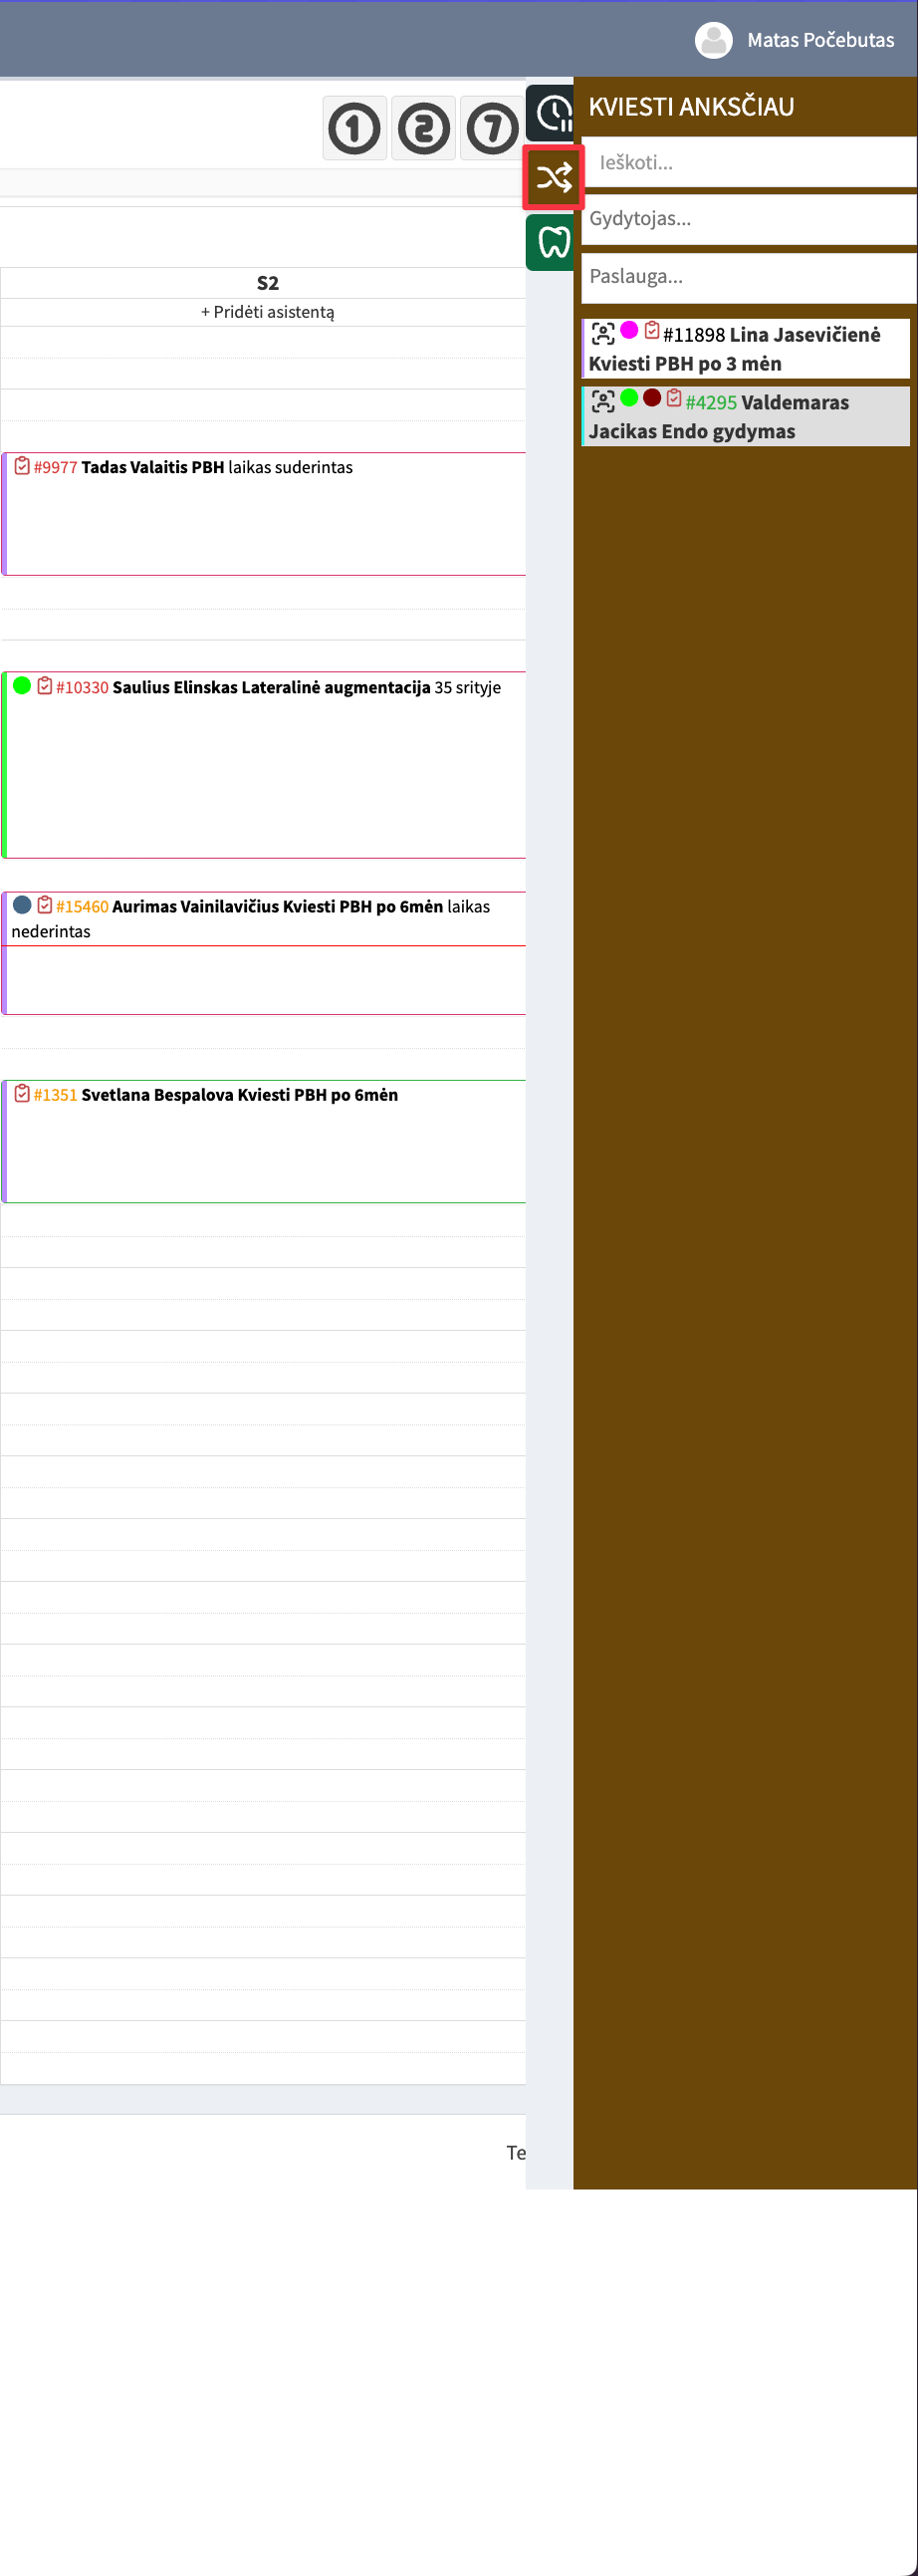 Matas Počebutas
1 2 7
KVIESTI ANKSČIAU
Ieškoti...
Gydytojas...
Paslauga...
#11898 Lina Jasevičienė
Kviesti PBH po 3 mėn
#4295 Valdemaras
Jacikas Endo gydymas
S2
+ Pridėti asistentą
#9977 Tadas Valaitis PBH laikas suderintas
#10330 Saulius Elinskas Lateralinė augmentacija 35 srityje
#15460 Aurimas Vainilavičius Kviesti PBH po 6mėn laikas
nederintas
#1351 Svetlana Bespalova Kviesti PBH po 6mėn
Te